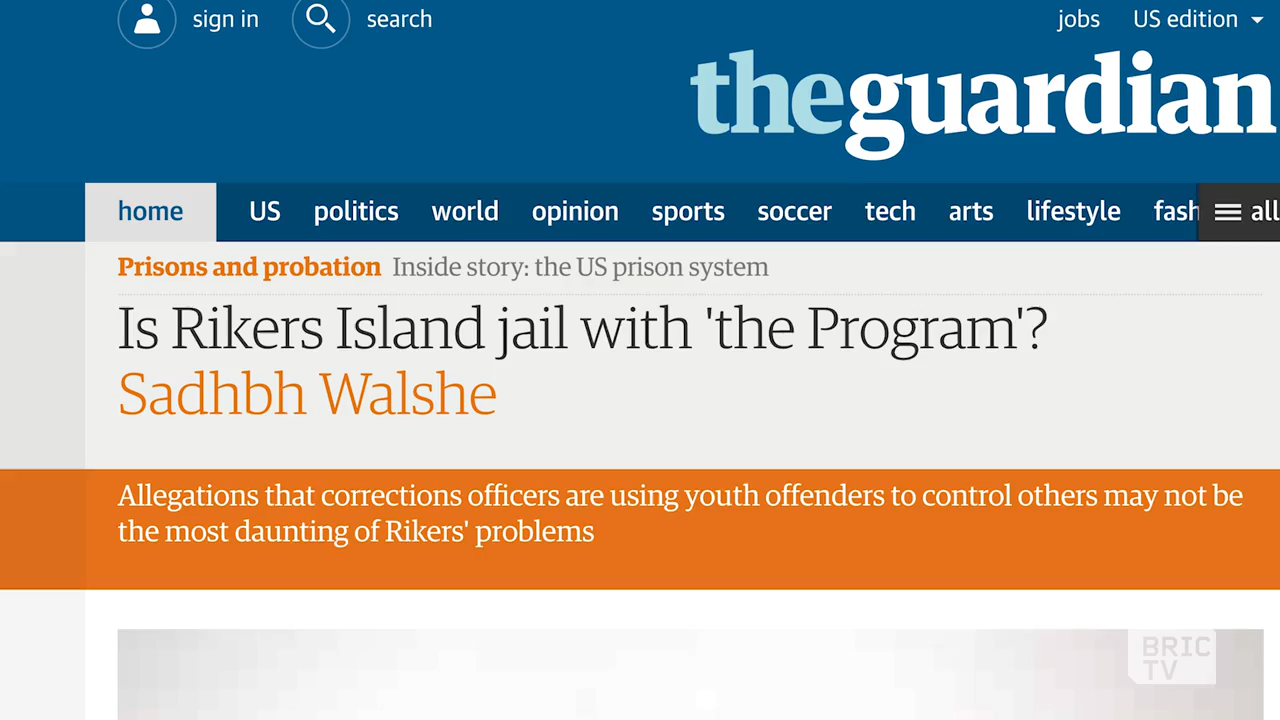 sign in search jobs US edition
theguardian
home US politics world opinion sports soccer tech arts lifestyle fash all
Prisons and probation Inside story: the US prison system
Is Rikers Island jail with 'the Program'?
Sadhbh Walshe
Allegations that corrections officers are using youth offenders to control others may not be
the most daunting of Rikers' problems
BRIC
TV